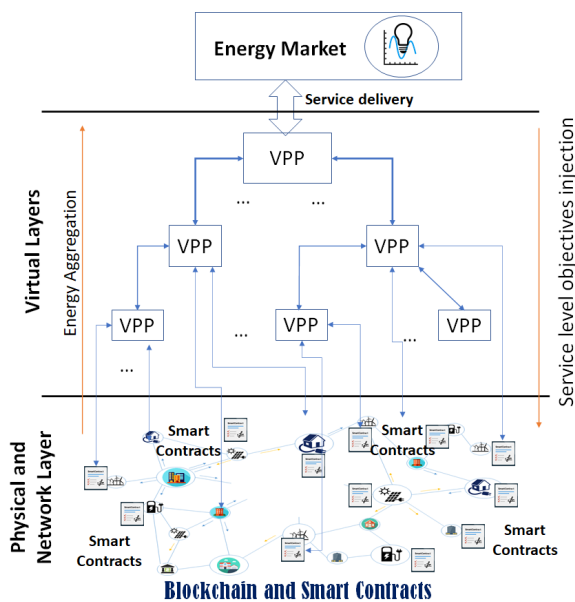 Energy Market
Service delivery
VPP
...
...
VPP
VPP
VPP
...
VPP
...
VPP
...
Virtual Layers
Energy Aggregation
Service level objectives injection
Physical and
Network Layer
Smart
Contracts
Smart
Contracts
Smart
Contracts
Smart
Contracts
Blockchain and Smart Contracts